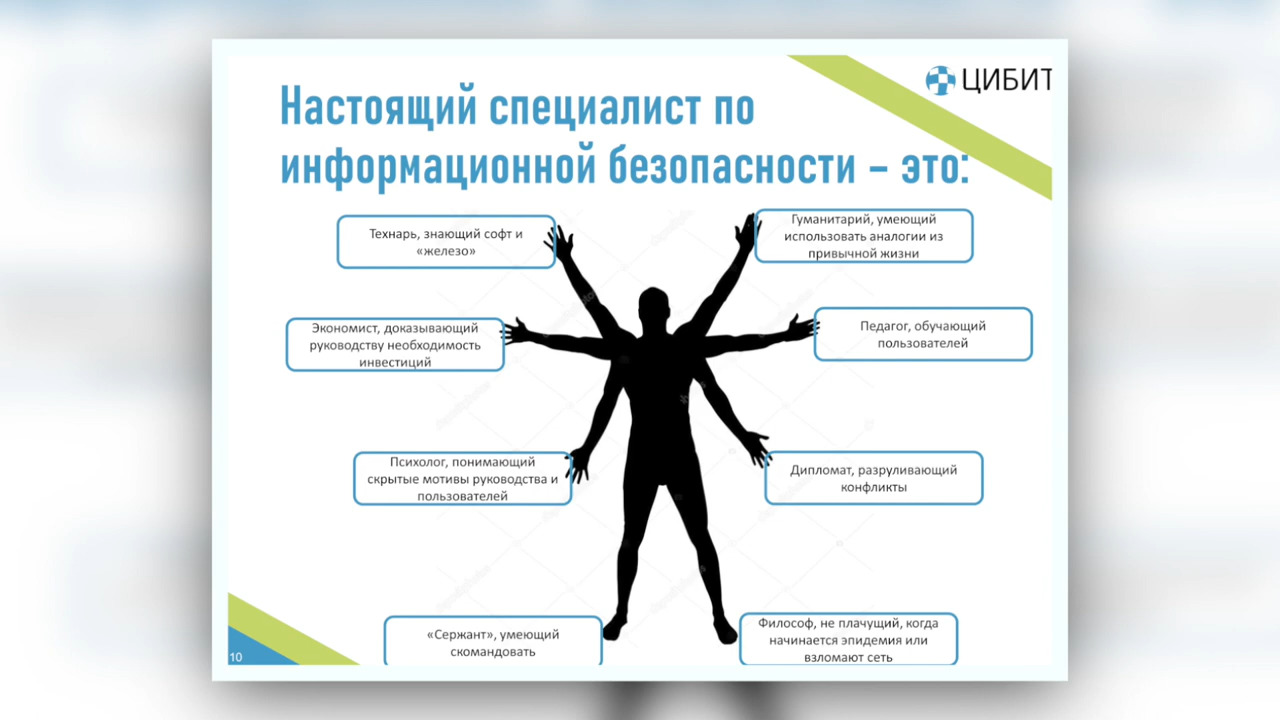 ЦИБИТ
Настоящий специалист по
информационной безопасности – это:
Технарь, знающий софт и
«железо»
Гуманитарий, умеющий
использовать аналогии из
привычной жизни
Экономист, доказывающий
руководству необходимость
инвестиций
Педагог, обучающий
пользователей
Психолог, понимающий
скрытые мотивы руководства и
пользователей
Дипломат, разруливающий
конфликты
«Сержант», умеющий
скомандовать
Философ, не плачущий, когда
начинается эпидемия или
взломают сеть
10